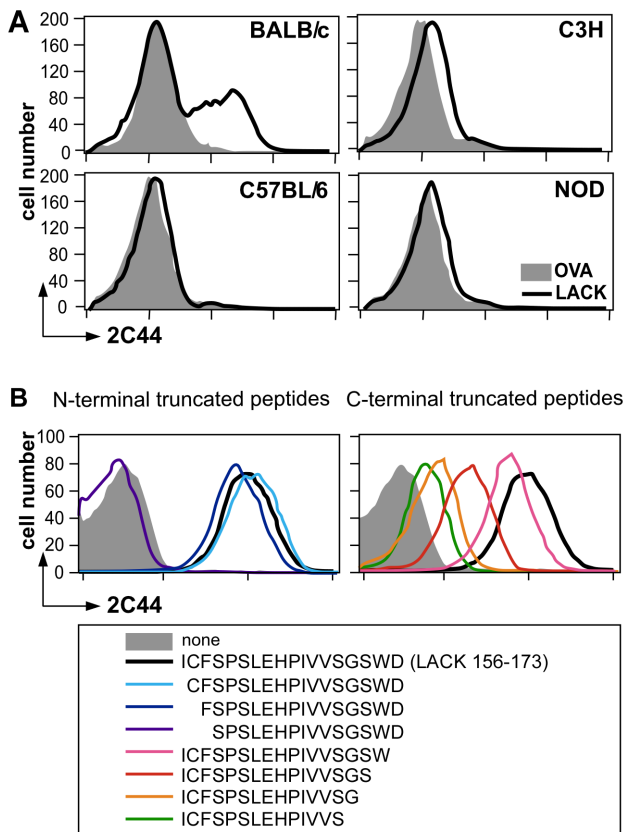 A
BALB/c
C3H
200
160
120
80
40
0
C57BL/6
NOD
200
160
120
80
40
0
cell number
OVA
LACK
2C44
B
N-terminal truncated peptides
C-terminal truncated peptides
100
80
60
40
20
0
cell number
2C44
none
ICFSPSLEHPIVVSGSWD (LACK 156-173)
CFSPSLEHPIVVSGSWD
FSPSLEHPIVVSGSWD
SPSLEHPIVVSGSWD
ICFSPSLEHPIVVSGSW
ICFSPSLEHPIVVSGS
ICFSPSLEHPIVVSG
ICFSPSLEHPIVVS